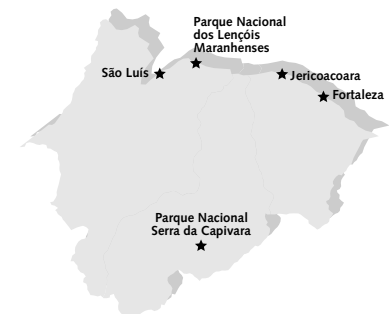 Parque Nacional
dos Lençóis
Maranhenses
São Luís
Jericoacoara
Fortaleza
Parque Nacional
Serra da Capivara